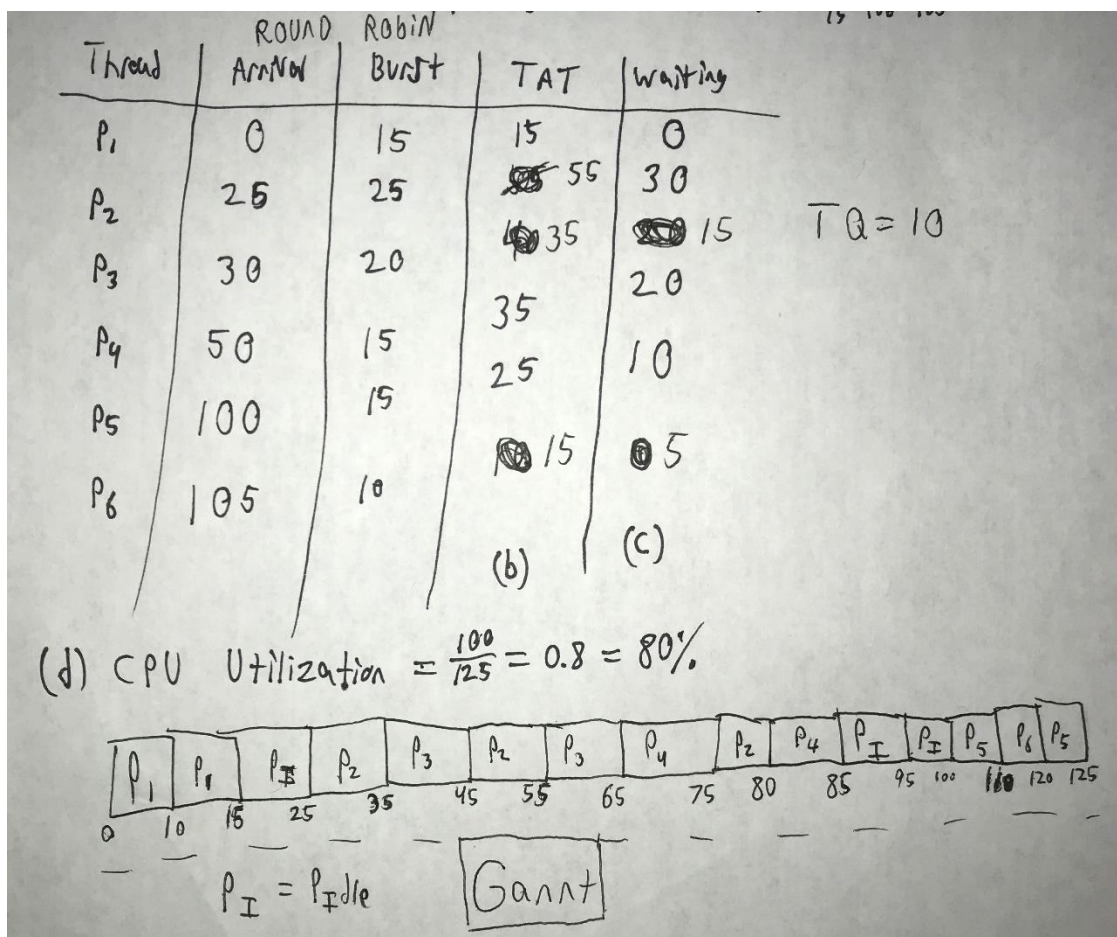 ROUND RObiN
Thread Arrival Burst TAT Waiting
P1 0 15 15 0
P2 25 25 55 30
P3 30 20 35 15 TQ = 10
P4 50 15 35 20
P5 100 15 25 10
P6 105 10 15 5
(b) (c)
(d) CPU Utilization = 100/125 = 0.8 = 80%
P1 P1 PI P2 P3 P2 P3 P4 P2 P4 PI PI P5 P6 P5
0 10 15 25 35 45 55 65 75 80 85 95 100 110 120 125
PI = PIdle
Gannt